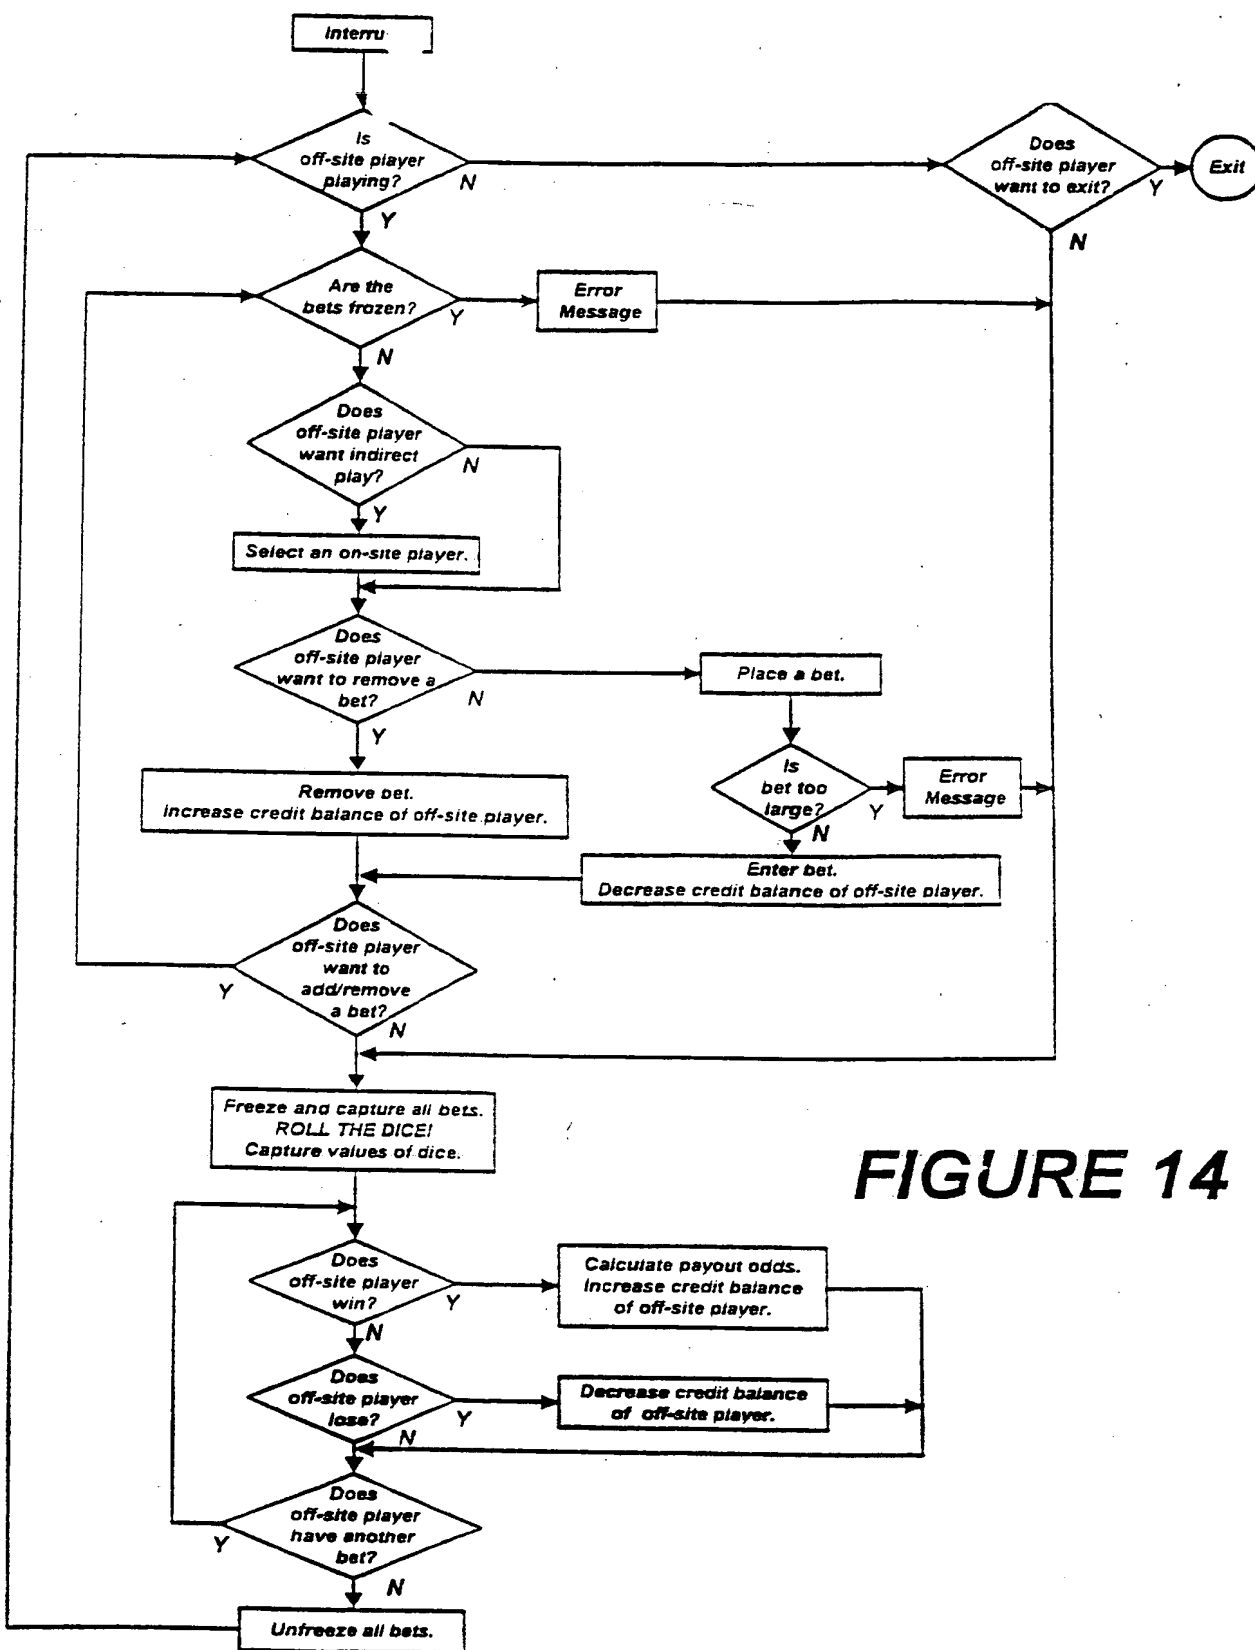 Interru
Is
off-site player
playing?
N
Y
Does
off-site player
want to exit?
Y
N
Exit
Are the
bets frozen?
Y
N
Error
Message
Does
off-site player
want indirect
play?
N
Y
Select an on-site player.
Does
off-site player
want to remove a
bet?
N
Y
Place a bet.
Is
bet too
large?
Y
N
Error
Message
Remove bet.
Increase credit balance of off-site player.
Enter bet.
Decrease credit balance of off-site player.
Does
off-site player
want to
add/remove
a bet?
Y
N
Freeze and capture all bets.
ROLL THE DICE!
Capture values of dice.
FIGURE 14
Does
off-site player
win?
Y
N
Calculate payout odds.
Increase credit balance
of off-site player.
Does
off-site player
lose?
Y
N
Decrease credit balance
of off-site player.
Does
off-site player
have another
bet?
Y
N
Unfreeze all bets.